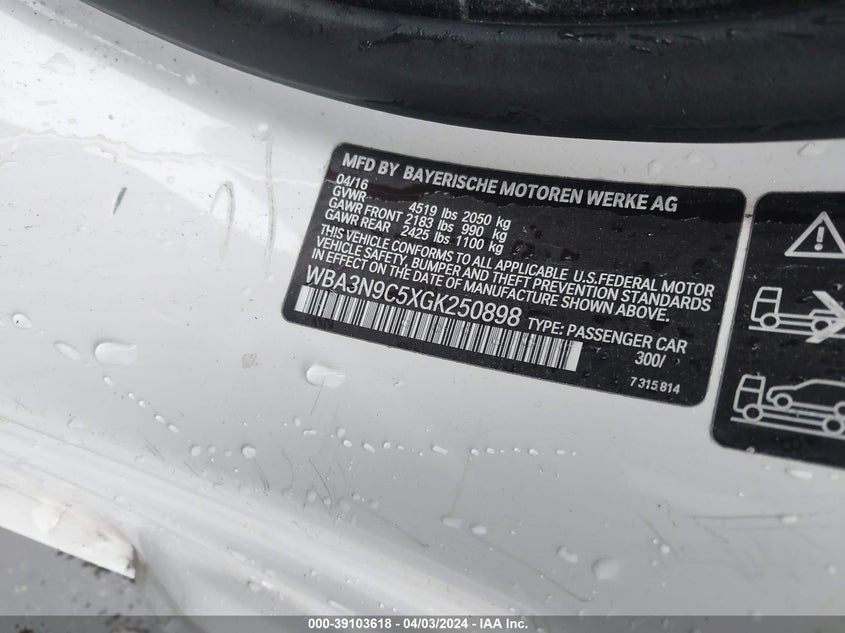 MFD BY BAYERISCHE MOTOREN WERKE AG
04/16
GVWR 4519 lbs 2050 kg
GAWR FRONT 2183 lbs 990 kg
GAWR REAR 2425 lbs 1100 kg
THIS VEHICLE CONFORMS TO ALL APPLICABLE U.S.FEDERAL MOTOR
VEHICLE SAFETY, BUMPER AND THEFT PREVENTION STANDARDS
IN EFFECT ON THE DATE OF MANUFACTURE SHOWN ABOVE.
WBA3N9C5XGK250898 TYPE: PASSENGER CAR
300/
7 315 814
000-39103618 - 04/03/2024 - IAA Inc.